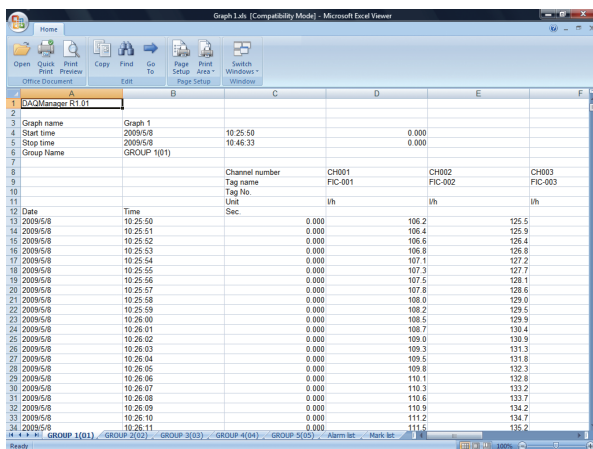 Graph 1.xls [Compatibility Mode] - Microsoft Excel Viewer
Home
Open Quick Print Print Preview Copy Find Go To Page Setup Print Area Switch Windows
Office Document Edit Page Setup Window
A B C D E F
1 DAQManager R1.01
2
3 Graph name Graph 1
4 Start time 2009/5/8 10:25:50 0.000
5 Stop time 2009/5/8 10:46:33 0.000
6 Group Name GROUP 1(01)
7
8 Channel number CH001 CH002 CH003
9 Tag name FIC-001 FIC-002 FIC-003
10 Tag No.
11 Unit l/h l/h l/h
12 Date Time Sec.
13 2009/5/8 10:25:50 0.000 106.2 125.5
14 2009/5/8 10:25:51 0.000 106.4 125.9
15 2009/5/8 10:25:52 0.000 106.6 126.4
16 2009/5/8 10:25:53 0.000 106.8 126.8
17 2009/5/8 10:25:54 0.000 107.1 127.2
18 2009/5/8 10:25:55 0.000 107.3 127.7
19 2009/5/8 10:25:56 0.000 107.5 128.1
20 2009/5/8 10:25:57 0.000 107.8 128.6
21 2009/5/8 10:25:58 0.000 108.0 129.0
22 2009/5/8 10:25:59 0.000 108.2 129.5
23 2009/5/8 10:26:00 0.000 108.5 129.9
24 2009/5/8 10:26:01 0.000 108.7 130.4
25 2009/5/8 10:26:02 0.000 109.0 130.9
26 2009/5/8 10:26:03 0.000 109.3 131.3
27 2009/5/8 10:26:04 0.000 109.5 131.8
28 2009/5/8 10:26:05 0.000 109.8 132.3
29 2009/5/8 10:26:06 0.000 110.1 132.8
30 2009/5/8 10:26:07 0.000 110.3 133.2
31 2009/5/8 10:26:08 0.000 110.6 133.7
32 2009/5/8 10:26:09 0.000 110.9 134.2
33 2009/5/8 10:26:10 0.000 111.2 134.7
34 2009/5/8 10:26:11 0.000 111.5 135.2
GROUP 1(01) GROUP 2(02) GROUP 3(03) GROUP 4(04) GROUP 5(05) Alarm list Mark list
Ready 100%